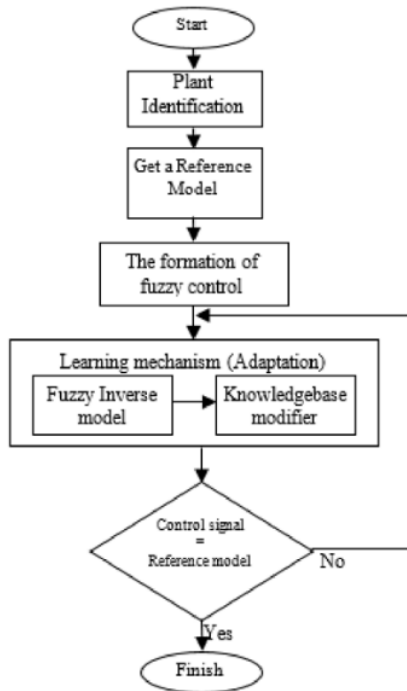 Start
Plant
Identification
Get a Reference
Model
The formation of
fuzzy control
Learning mechanism (Adaptation)
Fuzzy Inverse
model
Knowledgebase
modifier
Control signal
=
Reference model
No
Yes
Finish